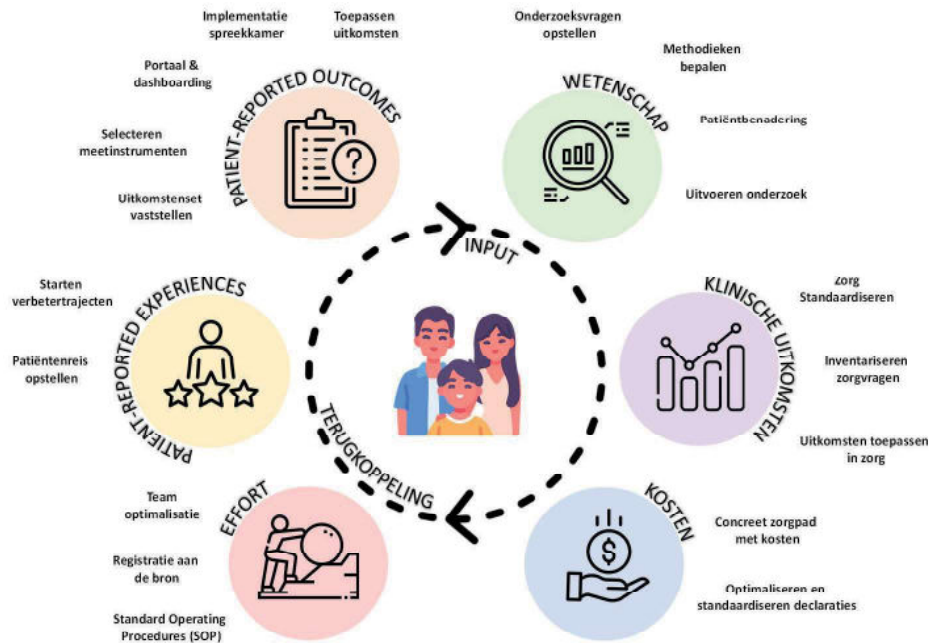 Implementatie
spreekkamer
Toepassen
uitkomsten
Portaal &
dashboarding
Selecteren
meetinstrumenten
Uitkomstenset
vaststellen
PATIENT-REPORTED OUTCOMES
Onderzoeksvragen
opstellen
Methodieken
bepalen
Patiëntbenadering
Uitvoeren onderzoek
WETENSCHAP
INPUT
Starten
verbetertrajecten
Patiëntenreis
opstellen
PATIENT-REPORTED EXPERIENCES
Zorg
Standaardiseren
Inventariseren
zorgvragen
Uitkomsten toepassen
in zorg
KLINISCHE UITKOMSTEN
TERUGKOPPELING
Team
optimalisatie
Registratie aan
de bron
Standard Operating
Procedures (SOP)
EFFORT
KOSTEN
$
Concreet zorgpad
met kosten
Optimaliseren en
standaardiseren declaraties